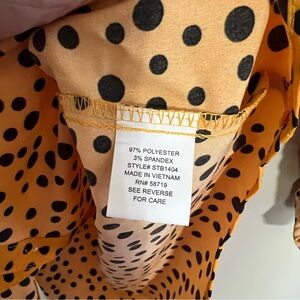 97% POLYESTER
3% SPANDEX
STYLE# STB1404
MADE IN VIETNAM
RN# 58719
SEE REVERSE
FOR CARE